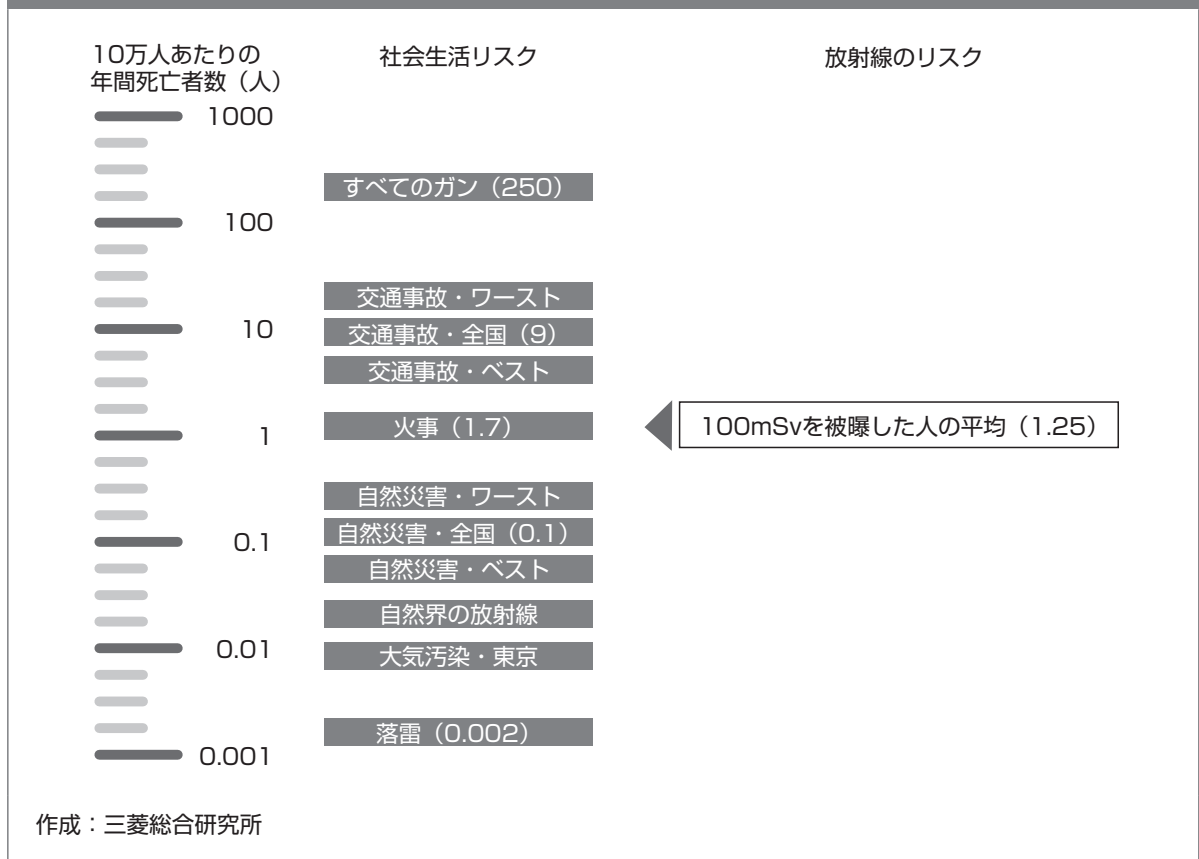 10万人あたりの
年間死亡者数（人）
社会生活リスク
放射線のリスク
1000
すべてのガン（250）
100
交通事故・ワースト
10
交通事故・全国（9）
交通事故・ベスト
火事（1.7）
100mSvを被曝した人の平均（1.25）
1
自然災害・ワースト
自然災害・全国（0.1）
0.1
自然災害・ベスト
自然界の放射線
0.01
大気汚染・東京
落雷（0.002）
0.001
作成：三菱総合研究所